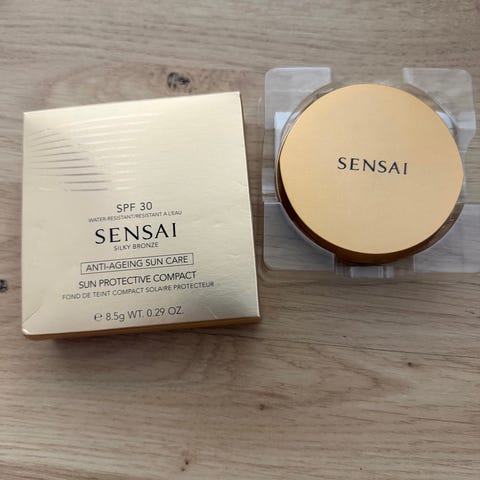 SPF 30
WATER-RESISTANT/RESISTANT A L'EAU
SENSAI
SILKY BRONZE
ANTI-AGEING SUN CARE
SUN PROTECTIVE COMPACT
FOND DE TEINT COMPACT SOLAIRE PROTECTEUR
℮ 8.5g WT. 0.29 OZ.
SENSAI